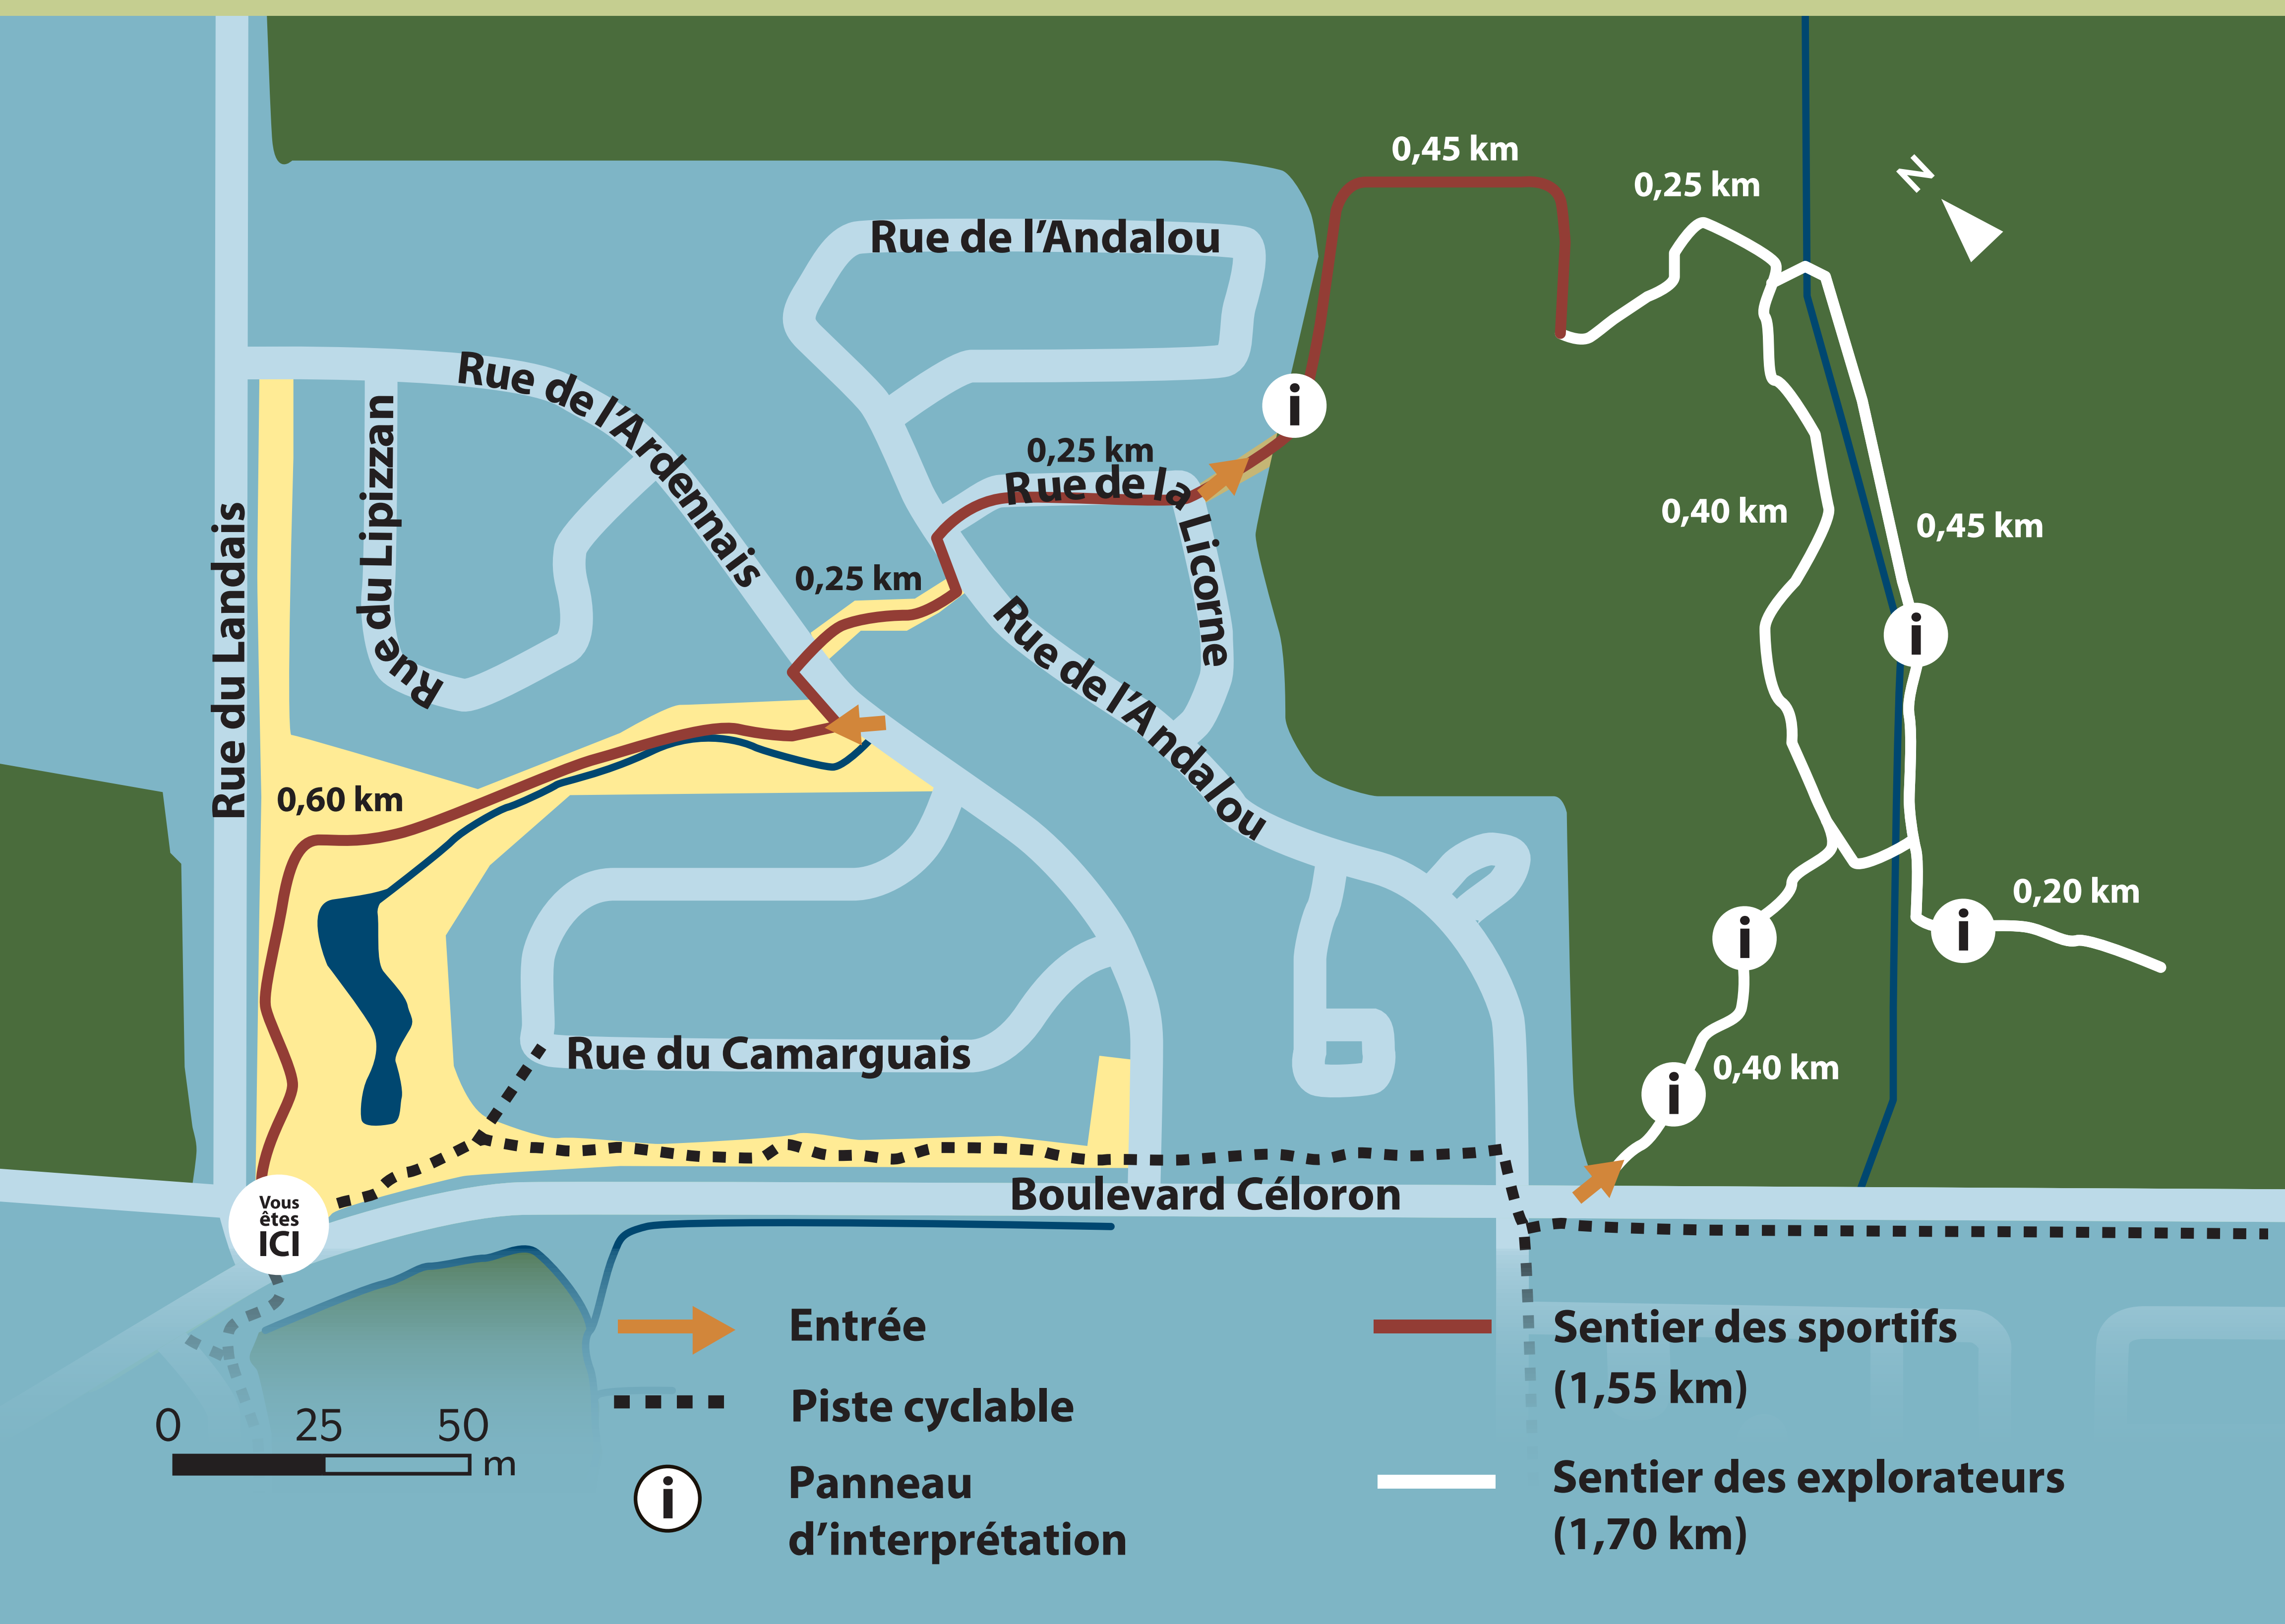 0,45 km
0,25 km
N
Rue de l’Andalou
Rue de l’Ardennais
Rue du Lipizzan
Rue du Landais
0,25 km
Rue de la Licorne
0,40 km
0,45 km
0,25 km
Rue de l’Andalou
0,60 km
0,20 km
Rue du Camarguais
0,40 km
Boulevard Céloron
Vous
êtes
ICI
i
i
i
i
i
Entrée
Piste cyclable
i
Panneau
d’interprétation
Sentier des sportifs
(1,55 km)
Sentier des explorateurs
(1,70 km)
0 25 50
m